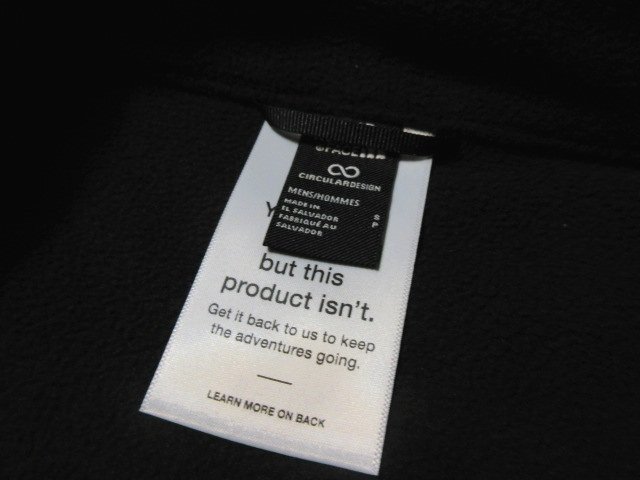 CIRCULARDESIGN
MENS/HOMMES S
MADE IN P
EL SALVADOR
FABRIQUÉ AU
SALVADOR
Y
but this
product isn't.
Get it back to us to keep
the adventures going.
LEARN MORE ON BACK